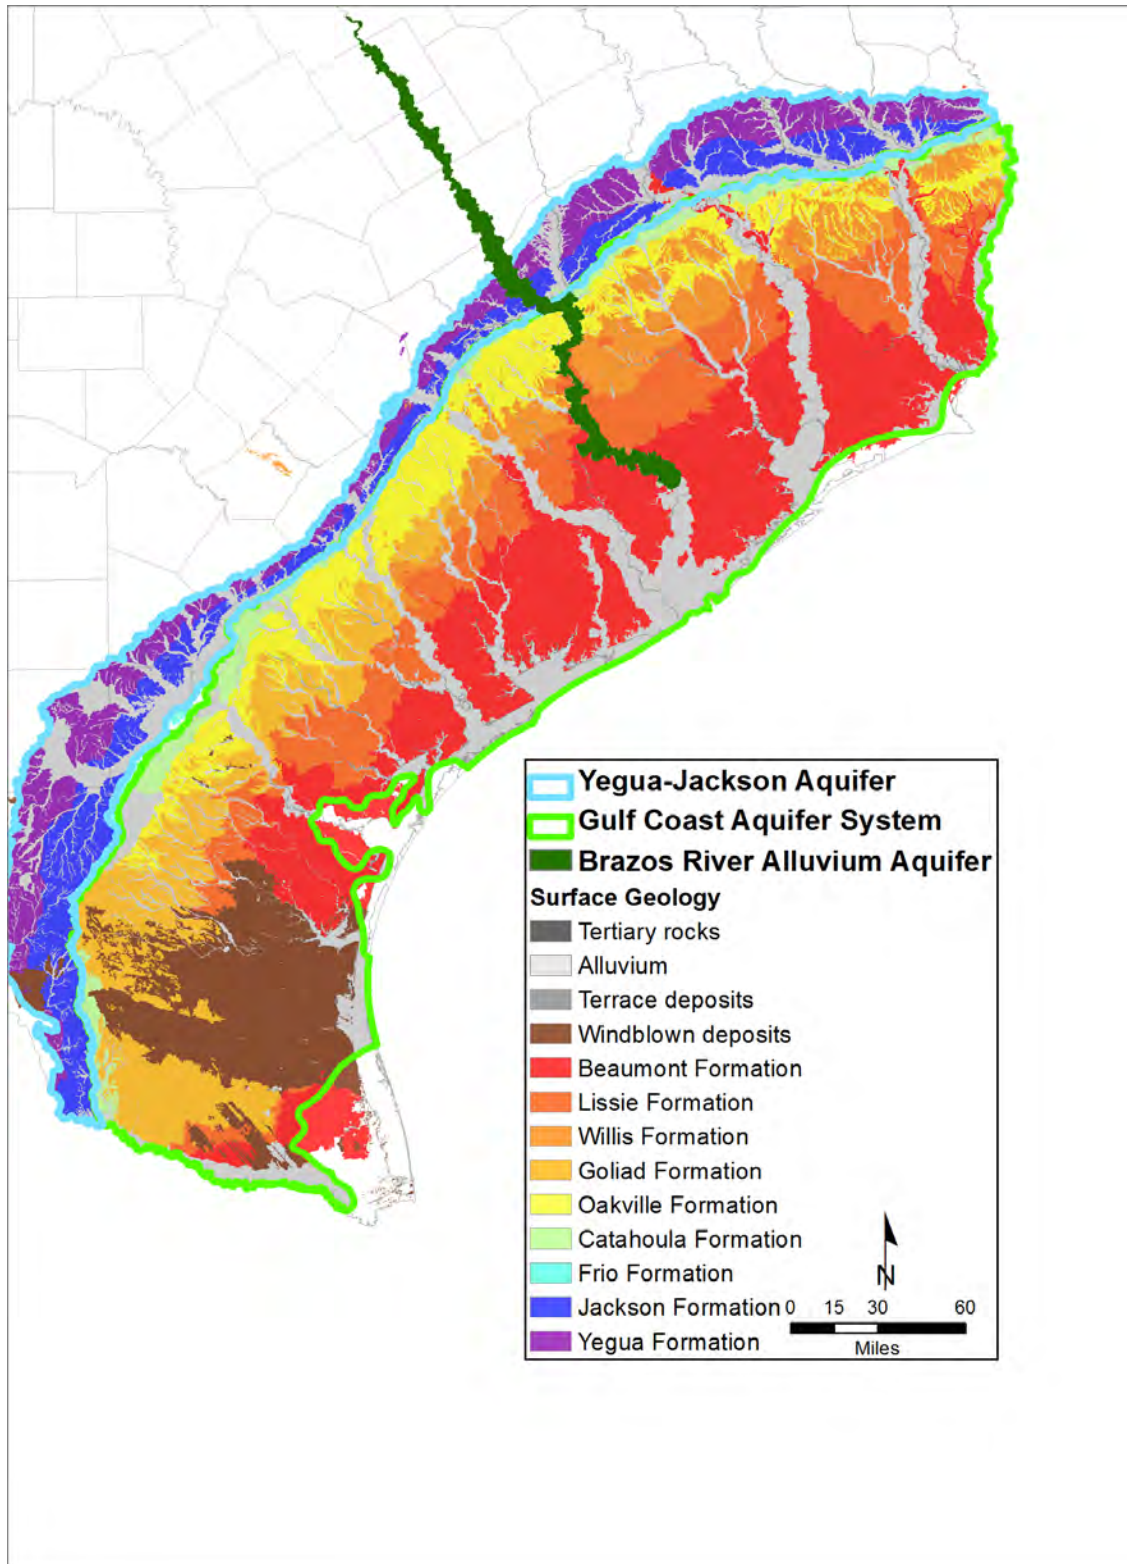 Yegua-Jackson Aquifer
Gulf Coast Aquifer System
Brazos River Alluvium Aquifer
Surface Geology
Tertiary rocks
Alluvium
Terrace deposits
Windblown deposits
Beaumont Formation
Lissie Formation
Willis Formation
Goliad Formation
Oakville Formation
Catahoula Formation
Frio Formation
Jackson Formation
Yegua Formation
N
0 15 30 60
Miles